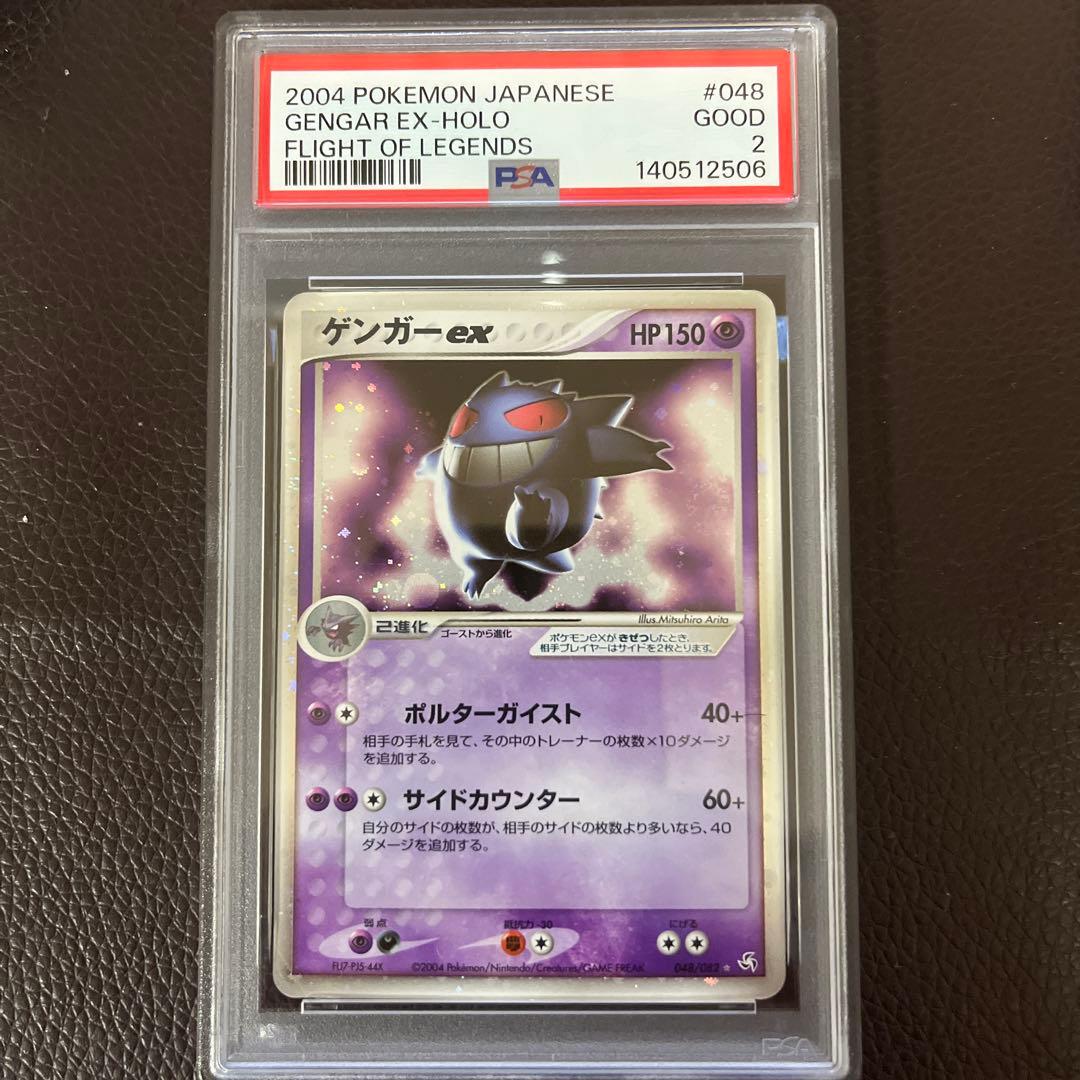 2004 POKEMON JAPANESE #048
GENGAR EX-HOLO GOOD
FLIGHT OF LEGENDS 2
PSA 140512506
ゲンガーex HP150
Illus.Mitsuhiro Arita
2進化
ゴーストから進化
ポケモンexがきぜつしたとき、
相手プレイヤーはサイドを2枚とります。
ポルターガイスト 40+
相手の手札を見て、その中のトレーナーの枚数×10ダメージ
を追加する。
サイドカウンター 60+
自分のサイドの枚数が、相手のサイドの枚数より多いなら、40
ダメージを追加する。
弱点 抵抗力 -30 にげる
FU7-PJ5-44X ©2004 Pokémon/Nintendo/Creatures/GAME FREAK 048/082
PSA